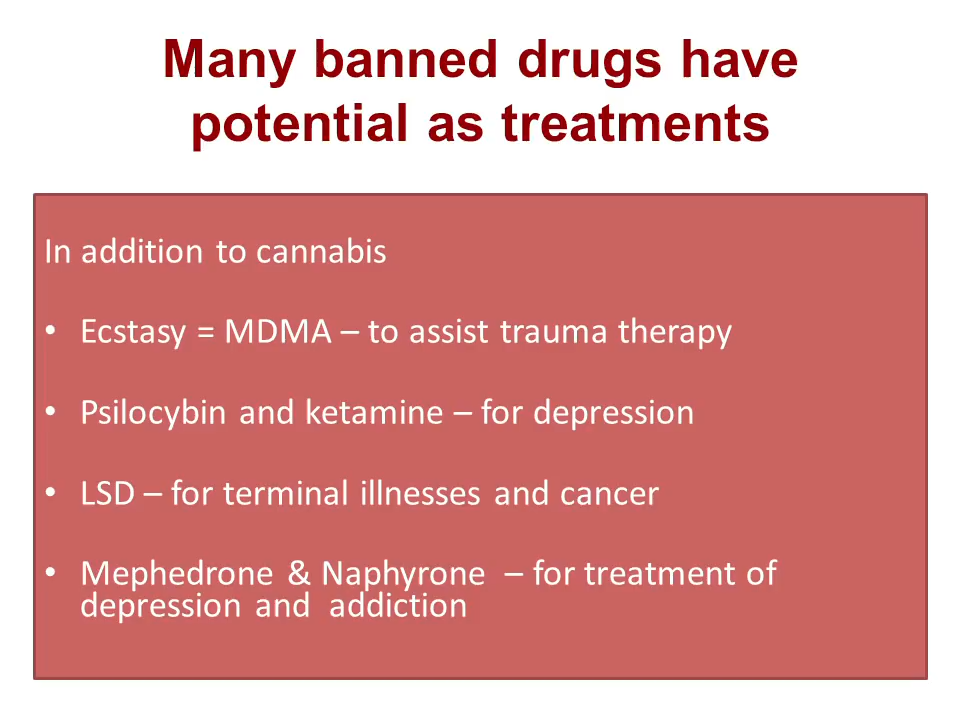 Many banned drugs have
potential as treatments
In addition to cannabis
• Ecstasy = MDMA – to assist trauma therapy
• Psilocybin and ketamine – for depression
• LSD – for terminal illnesses and cancer
• Mephedrone & Naphyrone – for treatment of
depression and addiction